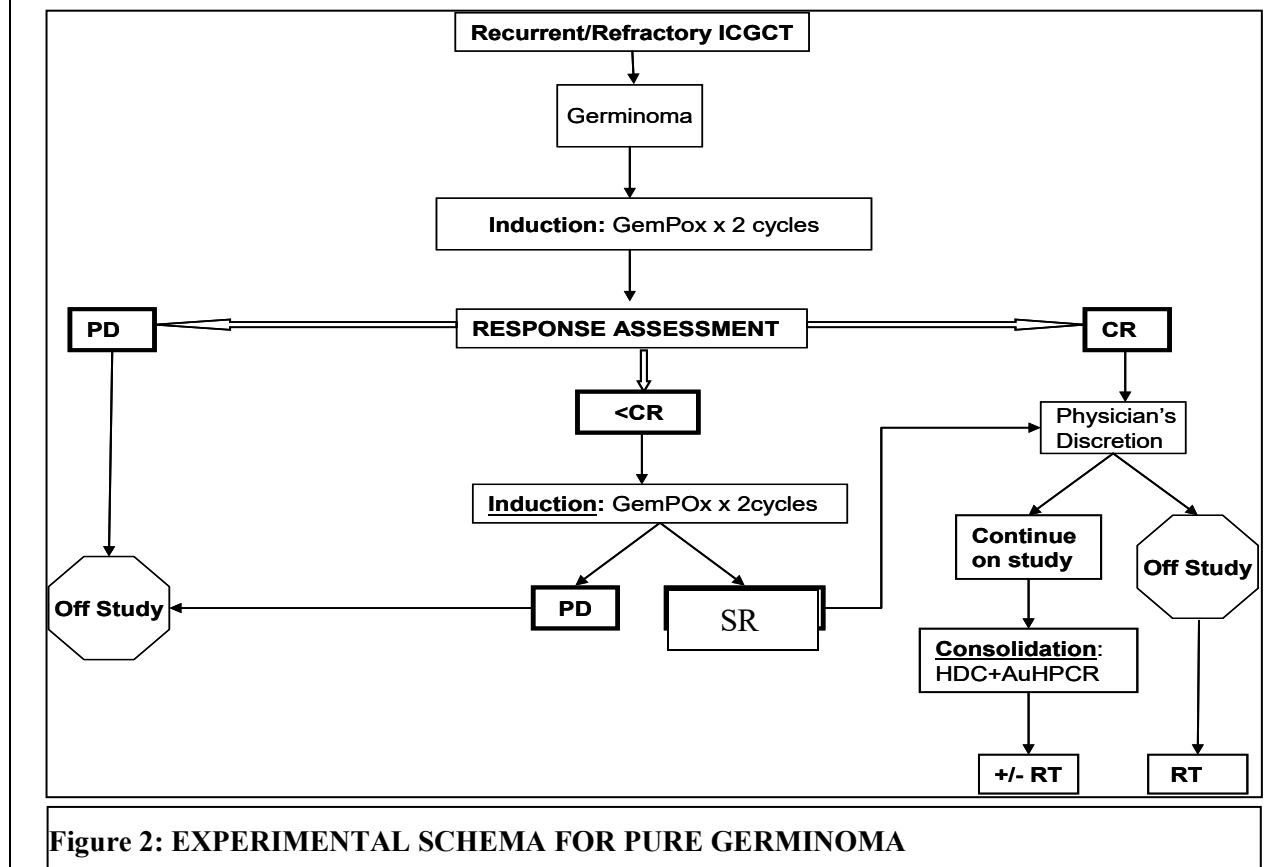 Recurrent/Refractory ICGCT
Germinoma
Induction: GemPox x 2 cycles
PD
RESPONSE ASSESSMENT
CR
<CR
Physician's
Discretion
Induction: GemPOx x 2cycles
Continue
on study
Off Study
Off Study
PD
SR
Consolidation:
HDC+AuHPCR
+/- RT
RT
Figure 2: EXPERIMENTAL SCHEMA FOR PURE GERMINOMA